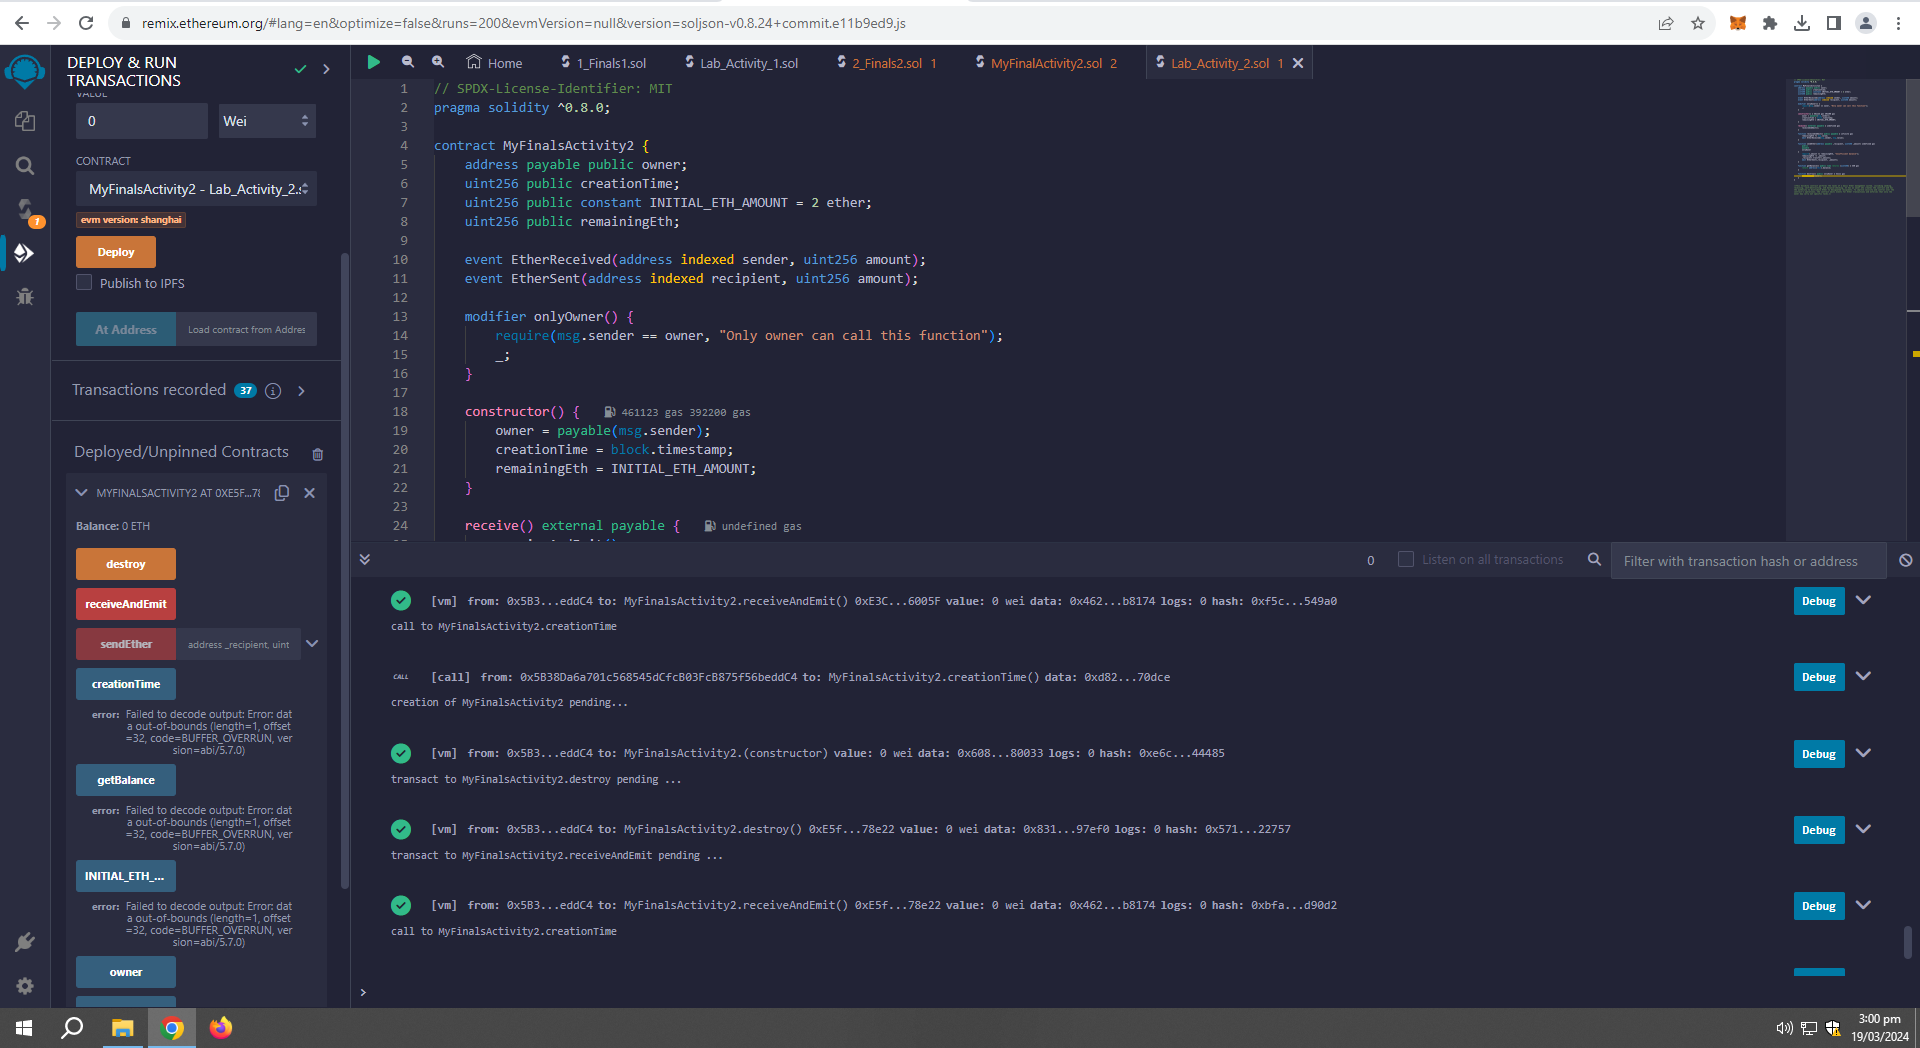 remix.ethereum.org/#lang=en&optimize=false&runs=200&evmVersion=null&version=soljson-v0.8.24+commit.e11b9ed9.js
DEPLOY & RUN
TRANSACTIONS
VALUE
0
Wei
CONTRACT
MyFinalsActivity2 - Lab_Activity_2.s
evm version: shanghai
1
Deploy
Publish to IPFS
At Address
Load contract from Addres
Transactions recorded 37
Deployed/Unpinned Contracts
MYFINALSACTIVITY2 AT 0XE5F...7(
Balance: 0 ETH
destroy
receiveAndEmit
sendEther
address _recipient, uint
creationTime
error: Failed to decode output: Error: dat
a out-of-bounds (length=1, offset
=32, code=BUFFER_OVERRUN, ver
sion=abi/5.7.0)
getBalance
error: Failed to decode output: Error: dat
a out-of-bounds (length=1, offset
=32, code=BUFFER_OVERRUN, ver
sion=abi/5.7.0)
INITIAL_ETH_...
error: Failed to decode output: Error: dat
a out-of-bounds (length=1, offset
=32, code=BUFFER_OVERRUN, ver
sion=abi/5.7.0)
owner
Home
1_Finals1.sol
Lab_Activity_1.sol
2_Finals2.sol 1
MyFinalActivity2.sol 2
Lab_Activity_2.sol 1
1 // SPDX-License-Identifier: MIT
2 pragma solidity ^0.8.0;
3
4 contract MyFinalsActivity2 {
5 address payable public owner;
6 uint256 public creationTime;
7 uint256 public constant INITIAL_ETH_AMOUNT = 2 ether;
8 uint256 public remainingEth;
9
10 event EtherReceived(address indexed sender, uint256 amount);
11 event EtherSent(address indexed recipient, uint256 amount);
12
13 modifier onlyOwner() {
14 require(msg.sender == owner, "Only owner can call this function");
15 _;
16 }
17
18 constructor() { 461123 gas 392200 gas
19 owner = payable(msg.sender);
20 creationTime = block.timestamp;
21 remainingEth = INITIAL_ETH_AMOUNT;
22 }
23
24 receive() external payable { undefined gas
0
Listen on all transactions
Filter with transaction hash or address
[vm] from: 0x5B3...eddC4 to: MyFinalsActivity2.receiveAndEmit() 0xE3C...6005F value: 0 wei data: 0x462...b8174 logs: 0 hash: 0xf5c...549a0
Debug
call to MyFinalsActivity2.creationTime
CALL [call] from: 0x5B38Da6a701c568545dCfcB03FcB875f56beddC4 to: MyFinalsActivity2.creationTime() data: 0xd82...70dce
Debug
creation of MyFinalsActivity2 pending...
[vm] from: 0x5B3...eddC4 to: MyFinalsActivity2.(constructor) value: 0 wei data: 0x608...80033 logs: 0 hash: 0xe6c...44485
Debug
transact to MyFinalsActivity2.destroy pending ...
[vm] from: 0x5B3...eddC4 to: MyFinalsActivity2.destroy() 0xE5f...78e22 value: 0 wei data: 0x831...97ef0 logs: 0 hash: 0x571...22757
Debug
transact to MyFinalsActivity2.receiveAndEmit pending ...
[vm] from: 0x5B3...eddC4 to: MyFinalsActivity2.receiveAndEmit() 0xE5f...78e22 value: 0 wei data: 0x462...b8174 logs: 0 hash: 0xbfa...d90d2
Debug
call to MyFinalsActivity2.creationTime
>
3:00 pm
19/03/2024